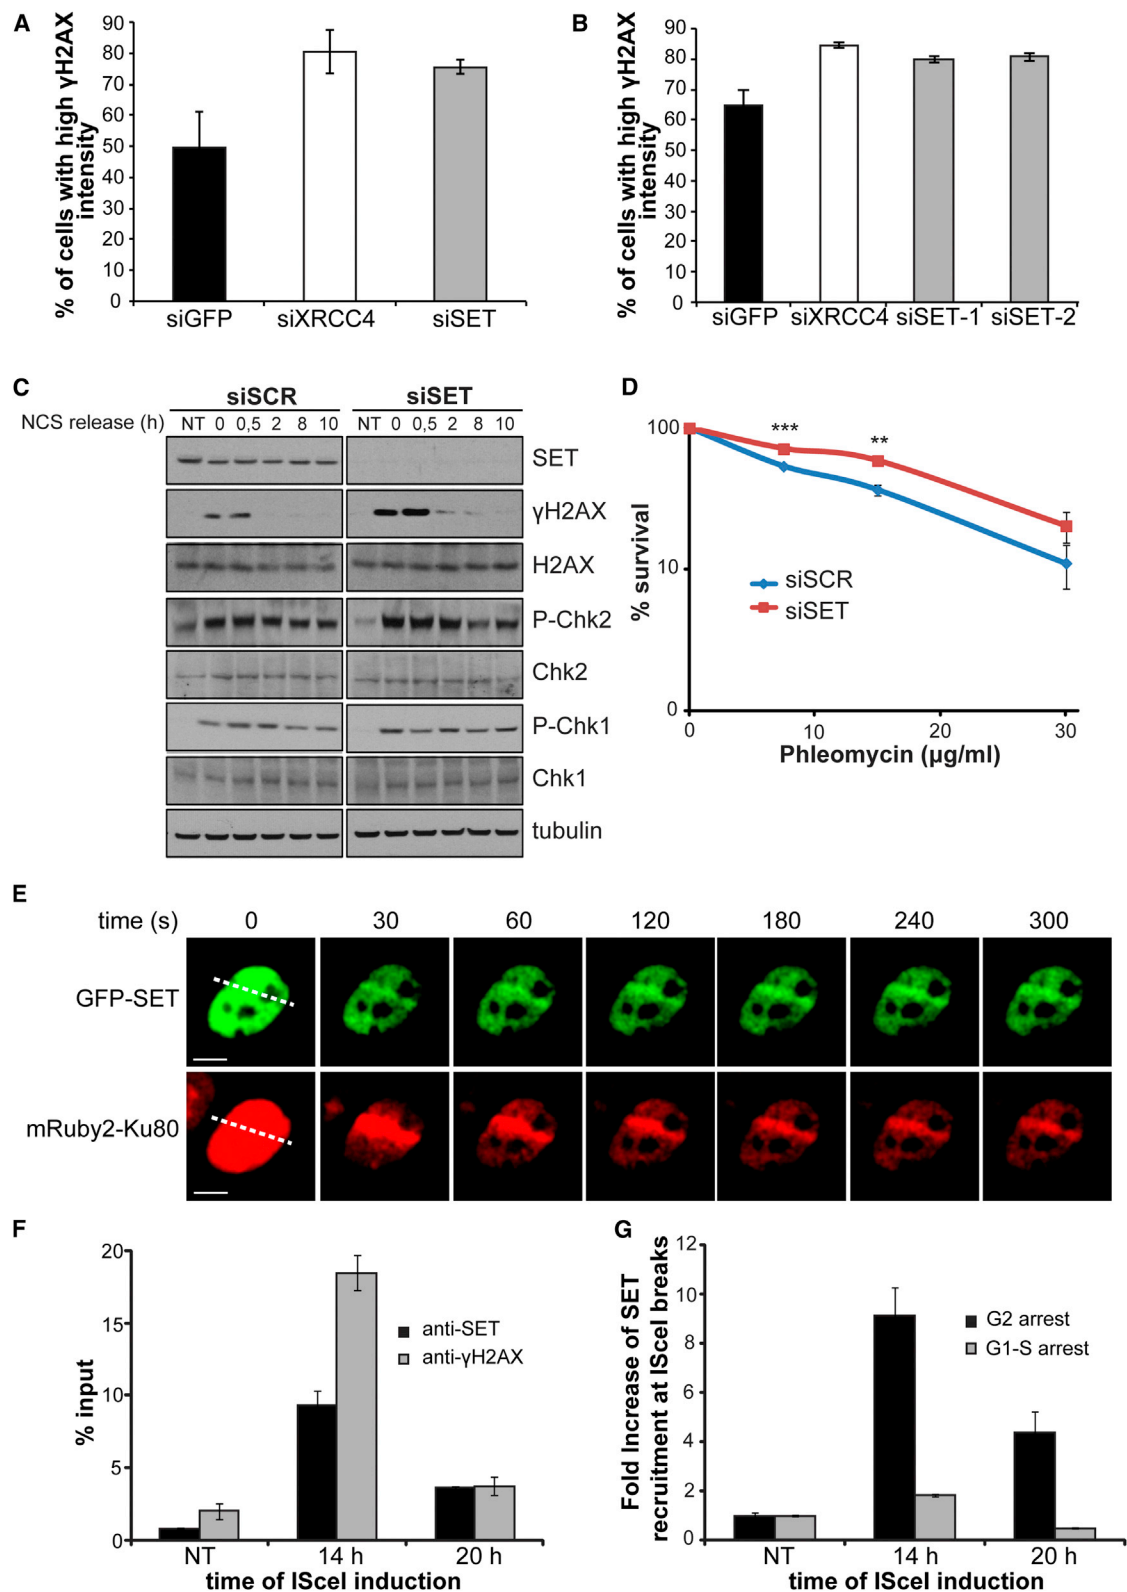 A
% of cells with high γH2AX
intensity
90
80
70
60
50
40
30
20
10
0
siGFP siXRCC4 siSET
B
% of cells with high γH2AX
intensity
90
80
70
60
50
40
30
20
10
0
siGFP siXRCC4 siSET-1 siSET-2
C
siSCR siSET
NCS release (h) NT 0 0,5 2 8 10 NT 0 0,5 2 8 10
SET
γH2AX
H2AX
P-Chk2
Chk2
P-Chk1
Chk1
tubulin
D
% survival
100
10
0
*** **
siSCR
siSET
0 10 20 30
Phleomycin (µg/ml)
E
time (s) 0 30 60 120 180 240 300
GFP-SET
mRuby2-Ku80
F
% input
20
15
10
5
0
anti-SET
anti-γH2AX
NT 14 h 20 h
time of ISceI induction
G
Fold Increase of SET
recruitment at ISceI breaks
12
10
8
6
4
2
0
G2 arrest
G1-S arrest
NT 14 h 20 h
time of ISceI induction